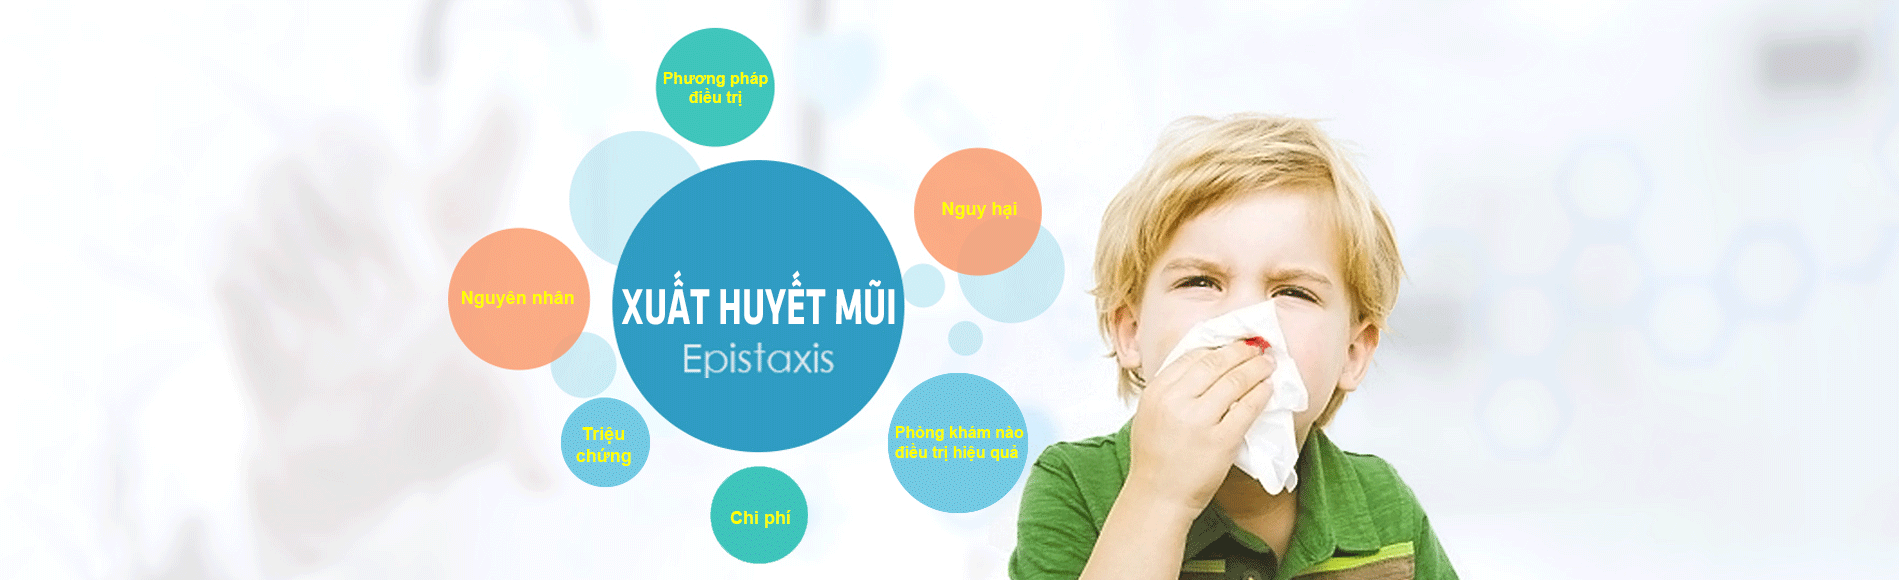 Phương pháp
điều trị
Nguy hại
Nguyên nhân
XUẤT HUYẾT MŨI
Epistaxis
Triệu
chứng
Phòng khám nào
điều trị hiệu quả
Chi phí